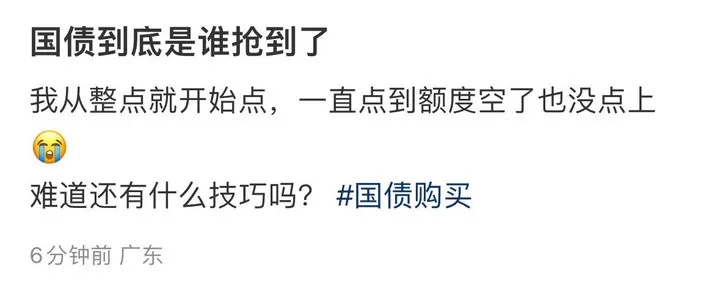 国债到底是谁抢到了
我从整点就开始点，一直点到额度空了也没点上
😭
难道还有什么技巧吗？ #国债购买
6分钟前 广东